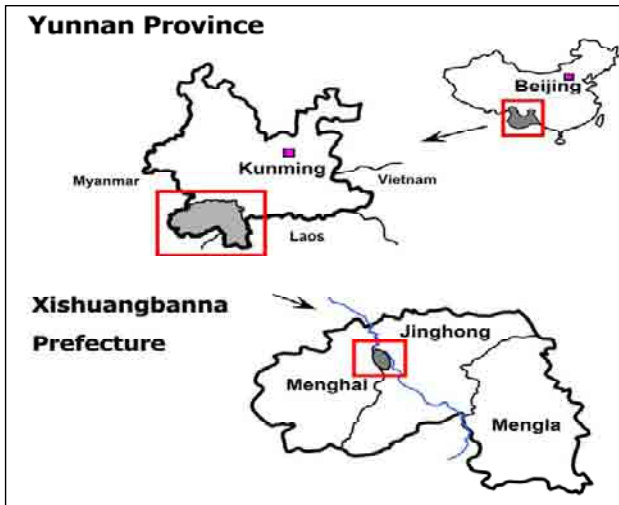 Yunnan Province
Beijing
Kunming
Myanmar
Vietnam
Laos
Xishuangbanna
Prefecture
Jinghong
Menghai
Mengla